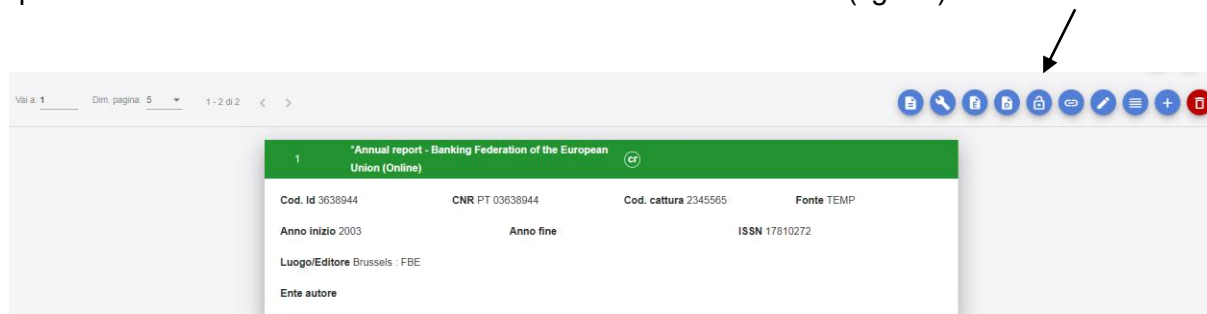 Vai a: 1 Dim. pagina: 5 1 - 2 di 2
1 *Annual report - Banking Federation of the European Union (Online) cr
Cod. Id 3638944 CNR PT 03638944 Cod. cattura 2345565 Fonte TEMP
Anno inizio 2003 Anno fine ISSN 17810272
Luogo/Editore Brussels : FBE
Ente autore